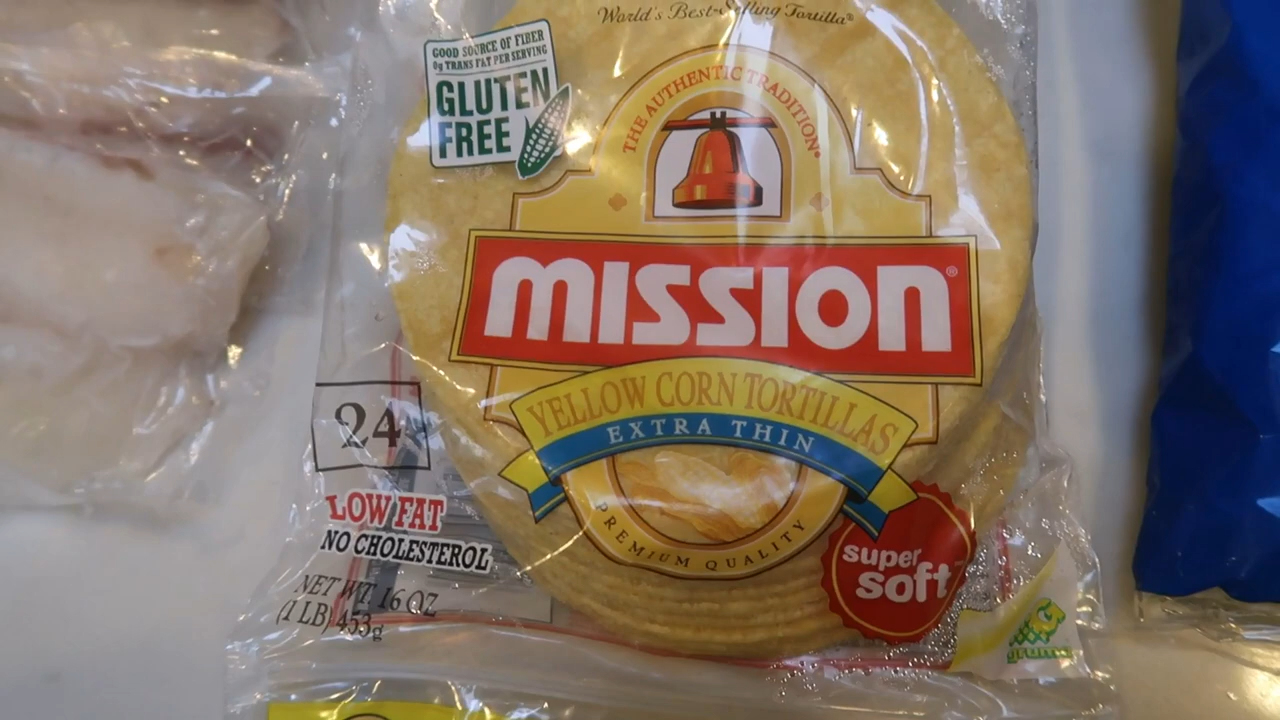 World's Best-Selling Tortilla®
GOOD SOURCE OF FIBER
0g TRANS FAT PER SERVING
GLUTEN
FREE
THE AUTHENTIC TRADITION®
MISSION®
YELLOW CORN TORTILLAS
EXTRA THIN
24
LOW FAT
NO CHOLESTEROL
PREMIUM QUALITY
super
soft™
NET WT. 16 OZ
(1 LB) 453g
gruma